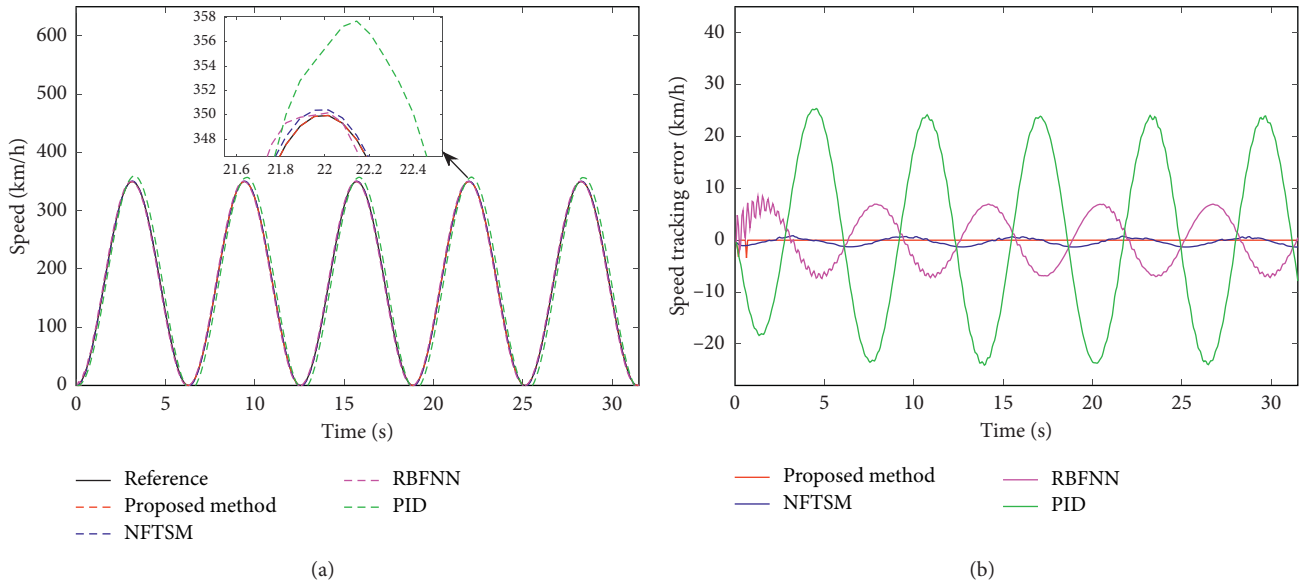 358
356
354
352
350
348
21.6 21.8 22 22.2 22.4
600
500
400
300
200
100
0
Speed (km/h)
0 5 10 15 20 25 30
Time (s)
Reference
Proposed method
NFTSM
RBFNN
PID
(a)
40
30
20
10
0
−10
−20
Speed tracking error (km/h)
0 5 10 15 20 25 30
Time (s)
Proposed method
NFTSM
RBFNN
PID
(b)